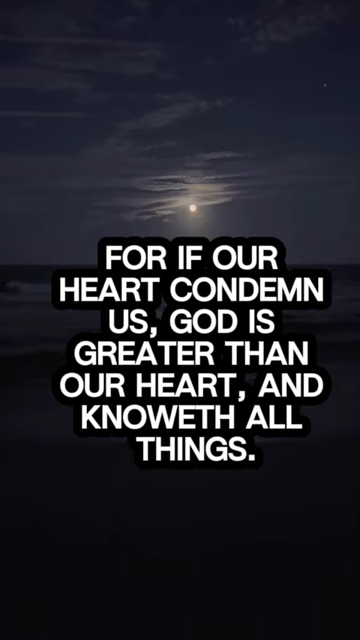 FOR IF OUR
HEART CONDEMN
US, GOD IS
GREATER THAN
OUR HEART, AND
KNOWETH ALL
THINGS.